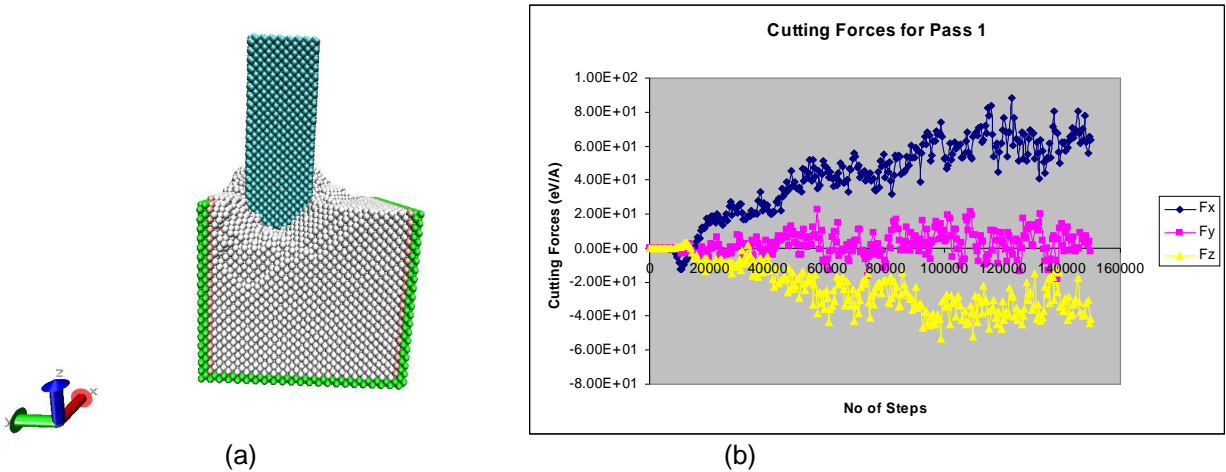 z
x
y
(a)
Cutting Forces for Pass 1
Cutting Forces (eV/A)
1.00E+02
8.00E+01
6.00E+01
4.00E+01
2.00E+01
0.00E+00
-2.00E+01
-4.00E+01
-6.00E+01
-8.00E+01
0 20000 40000 60000 80000 100000 120000 140000 160000
No of Steps
Fx
Fy
Fz
(b)